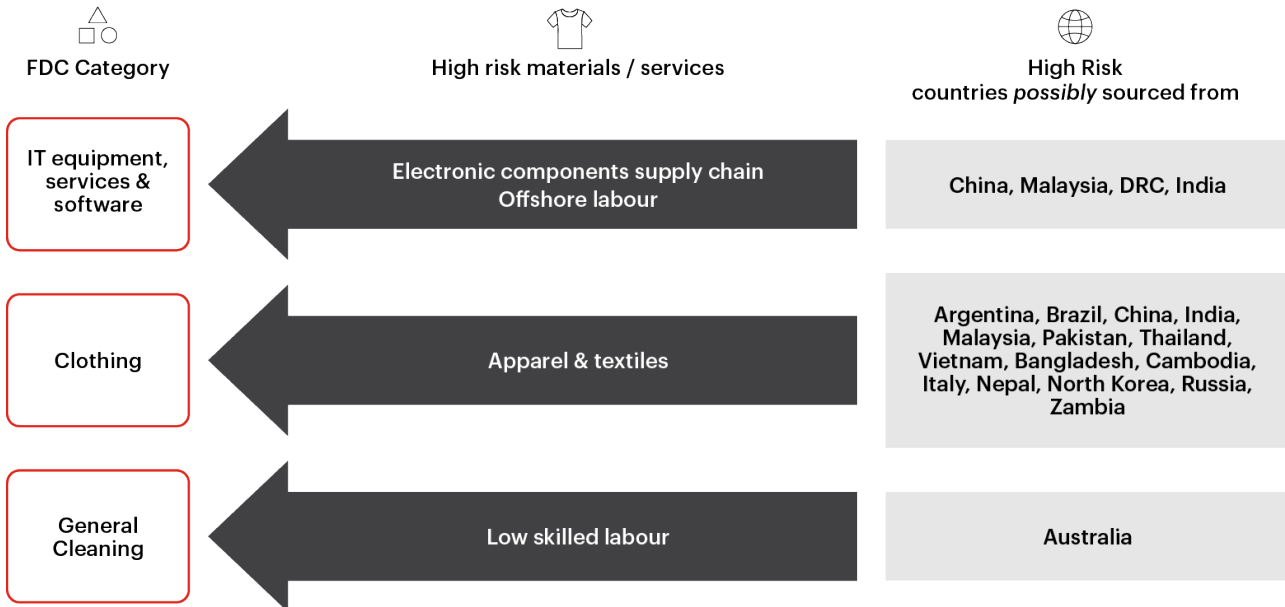 FDC Category
High risk materials / services
High Risk
countries possibly sourced from
IT equipment,
services &
software
Electronic components supply chain
Offshore labour
China, Malaysia, DRC, India
Clothing
Apparel & textiles
Argentina, Brazil, China, India,
Malaysia, Pakistan, Thailand,
Vietnam, Bangladesh, Cambodia,
Italy, Nepal, North Korea, Russia,
Zambia
General
Cleaning
Low skilled labour
Australia